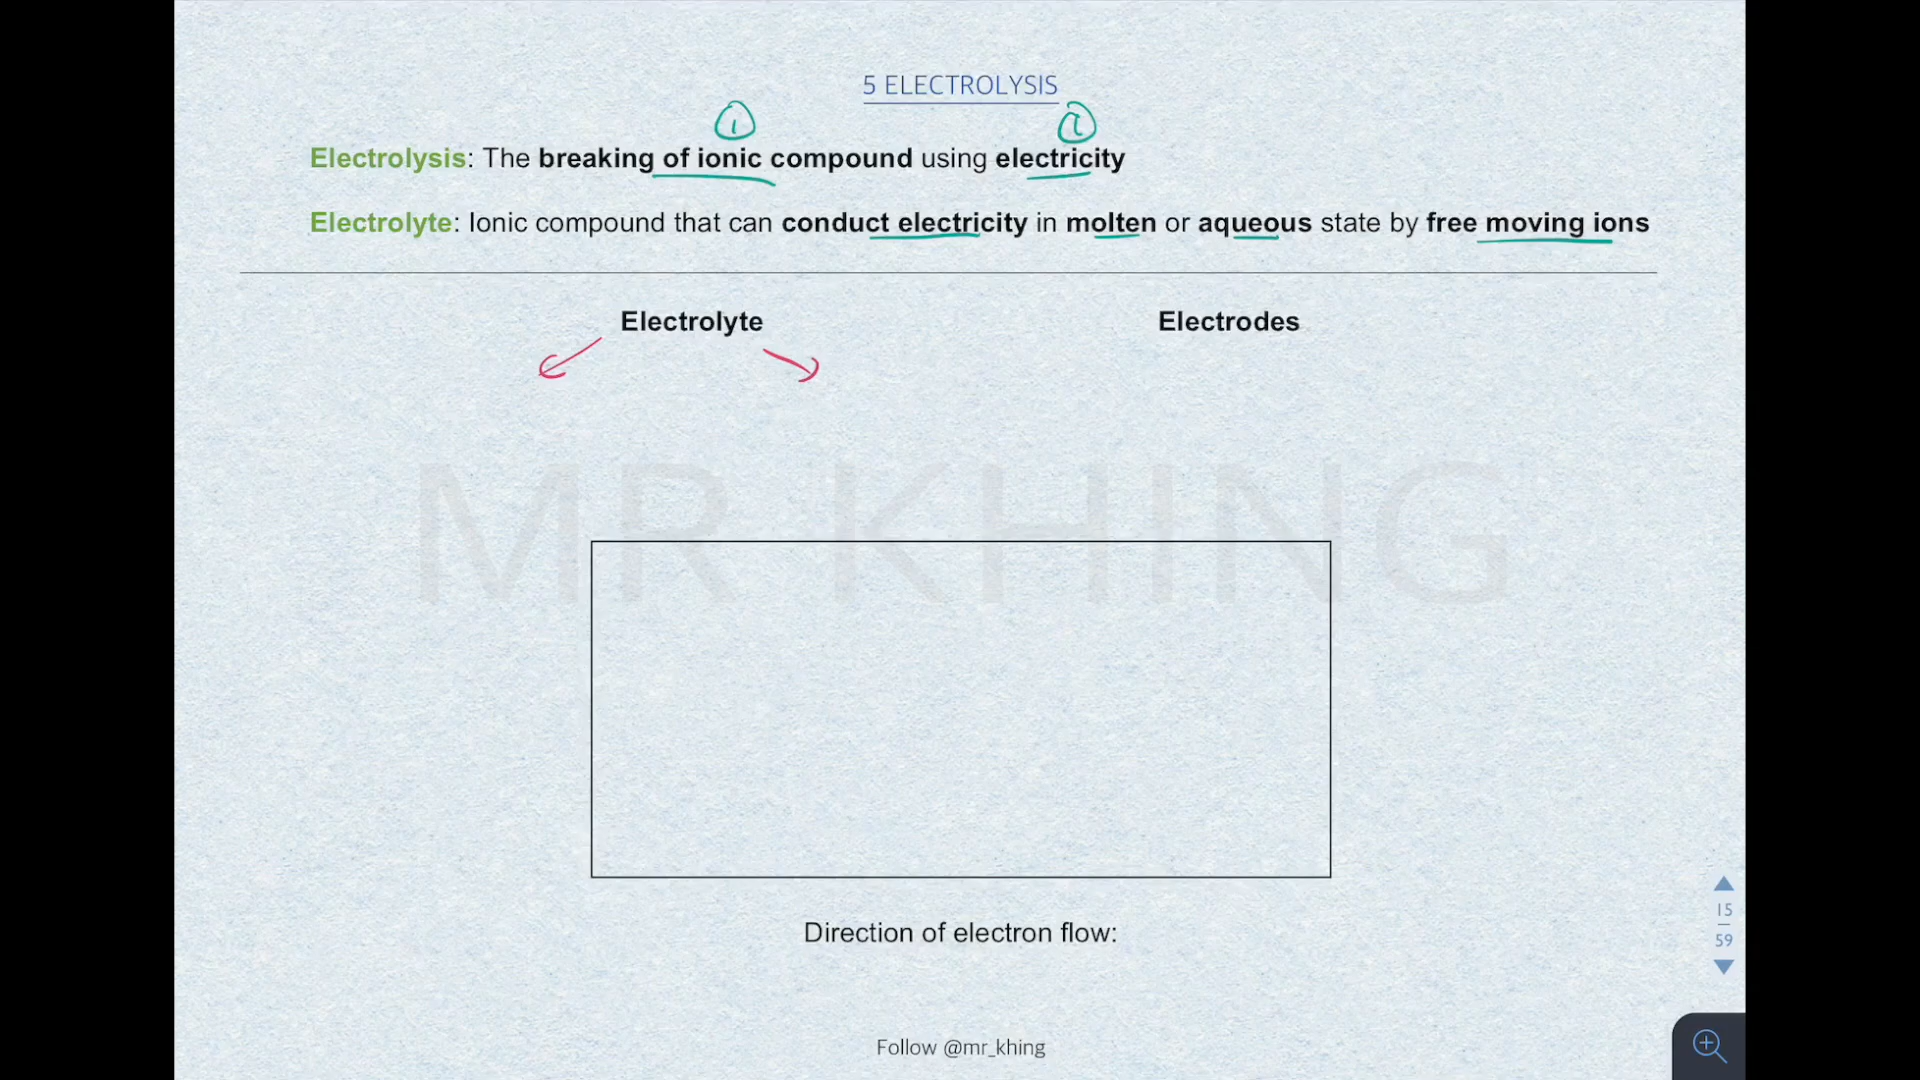 5 ELECTROLYSIS
1 2
Electrolysis: The breaking of ionic compound using electricity
Electrolyte: Ionic compound that can conduct electricity in molten or aqueous state by free moving ions
Electrolyte Electrodes
MR KHING
Direction of electron flow:
15
59
Follow @mr_khing